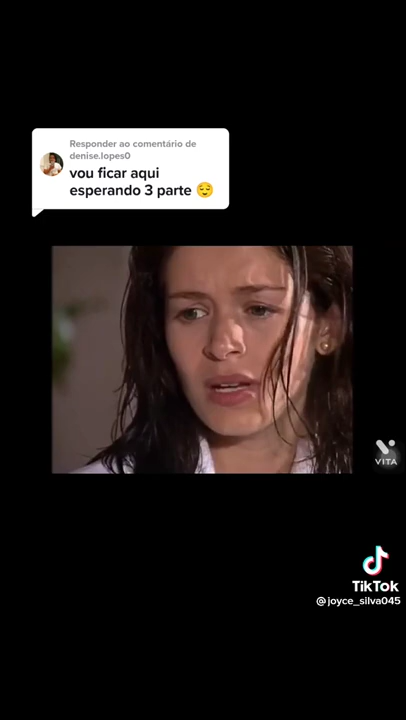 Responder ao comentário de
denise.lopes0
vou ficar aqui
esperando 3 parte 😌
VITA
TikTok
@joyce_silva045